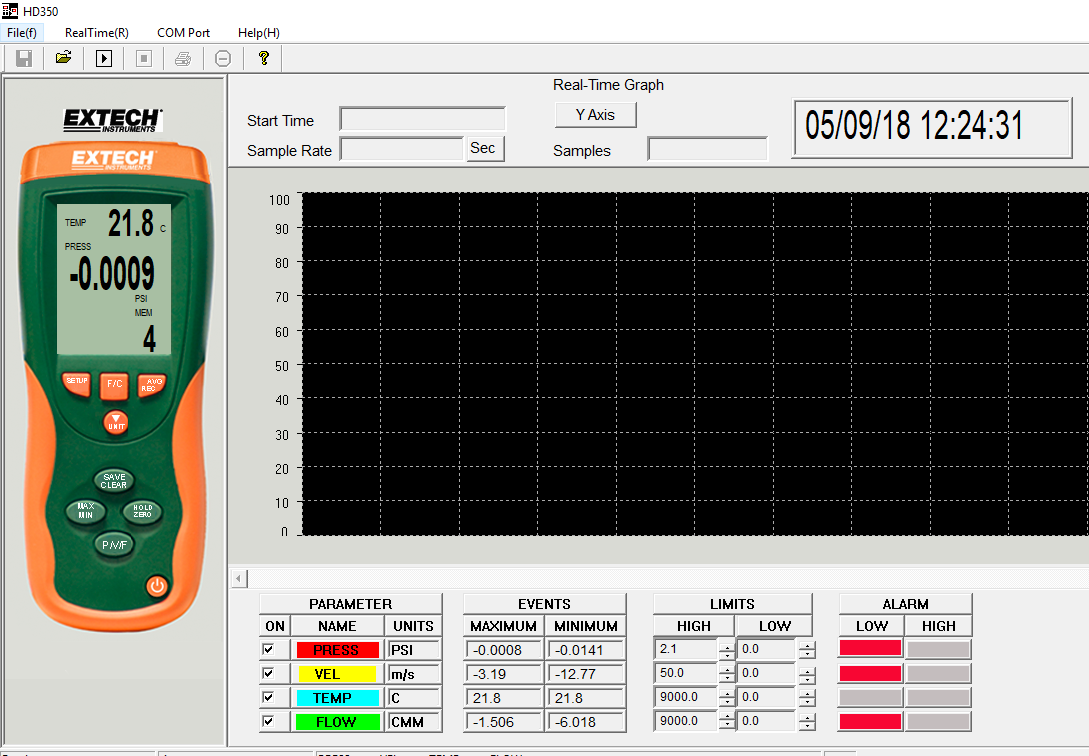 HD350
File(f) RealTime(R) COM Port Help(H)
EXTECH
INSTRUMENTS
EXTECH
INSTRUMENTS
TEMP 21.8 C
PRESS
-0.0009
PSI
MEM
4
SETUP F/C AVG
REC
UNIT
SAVE
CLEAR
MAX
MIN
HOLD
ZERO
P/V/F
Real-Time Graph
Start Time
Y Axis
Sample Rate Sec
Samples
05/09/18 12:24:31
100
90
80
70
60
50
40
30
20
10
0
PARAMETER EVENTS LIMITS ALARM
ON NAME UNITS MAXIMUM MINIMUM HIGH LOW LOW HIGH
PRESS PSI -0.0008 -0.0141 2.1 0.0
VEL m/s -3.19 -12.77 50.0 0.0
TEMP C 21.8 21.8 9000.0 0.0
FLOW CMM -1.506 -6.018 9000.0 0.0